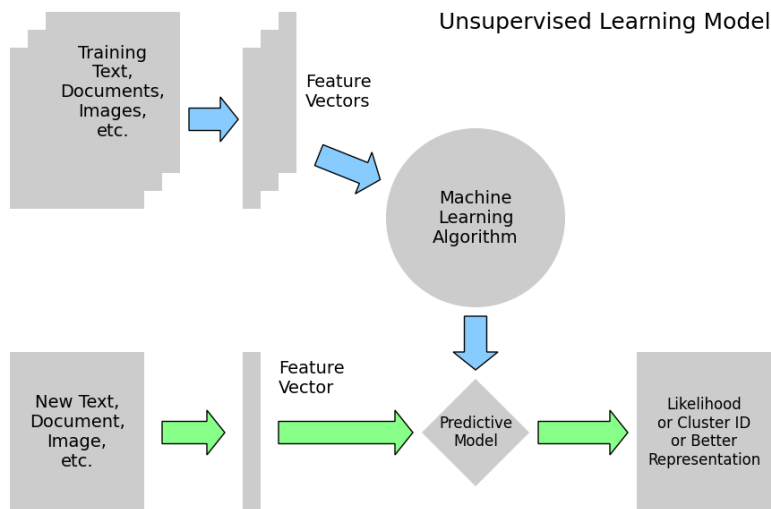 Unsupervised Learning Model
Training
Text,
Documents,
Images,
etc.
Feature
Vectors
Machine
Learning
Algorithm
New Text,
Document,
Image,
etc.
Feature
Vector
Predictive
Model
Likelihood
or Cluster ID
or Better
Representation